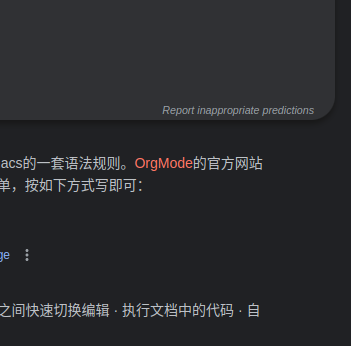 Report inappropriate predictions
acs的一套语法规则。OrgMode的官方网站
单，按如下方式写即可：
ge
之间快速切换编辑 · 执行文档中的代码 · 自